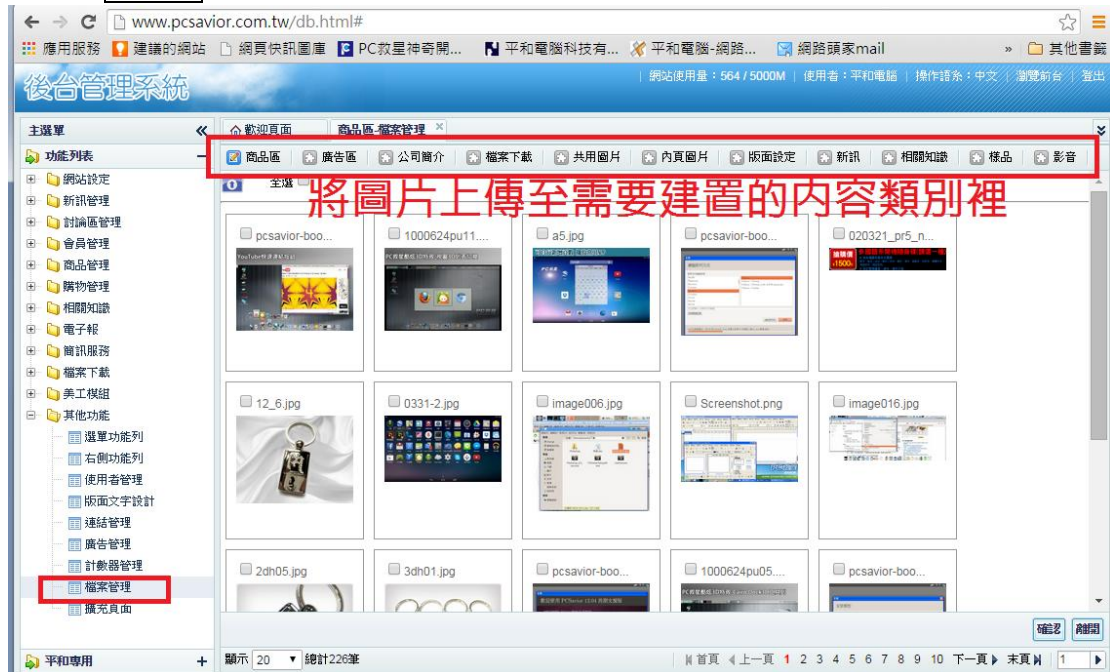 www.pcsavior.com.tw/db.html#
應用服務 建議的網站 網頁快訊圖庫 PC救星神奇開... 平和電腦科技有... 平和電腦-網路... 網路頭家mail » 其他書籤
後台管理系統
| 網站使用量：564 / 5000M | 使用者：平和電腦 | 操作語系：中文 | 瀏覽前台 | 登出
主選單 歡迎頁面 商品區-檔案管理
功能列表
商品區 廣告區 公司簡介 檔案下載 共用圖片 內頁圖片 版面設定 新訊 相關知識 樣品 影音
全選
將圖片上傳至需要建置的內容類別裡
網站設定
新訊管理
討論區管理
會員管理
商品管理
購物管理
相關知識
電子報
簡訊服務
檔案下載
美工模組
其他功能
選單功能列
右側功能列
使用者管理
版面文字設計
連結管理
廣告管理
計數器管理
檔案管理
擴充頁面
平和專用
pcsavior-boo... 1000624pu11.... a5.jpg pcsavior-boo... 020321_pr5_n...
12_6.jpg 0331-2.jpg image006.jpg Screenshot.png image016.jpg
2dh05.jpg 3dh01.jpg pcsavior-boo... 1000624pu05.... pcsavior-boo...
確認 離開
顯示 20 總計226筆 首頁 上一頁 1 2 3 4 5 6 7 8 9 10 下一頁 末頁 1